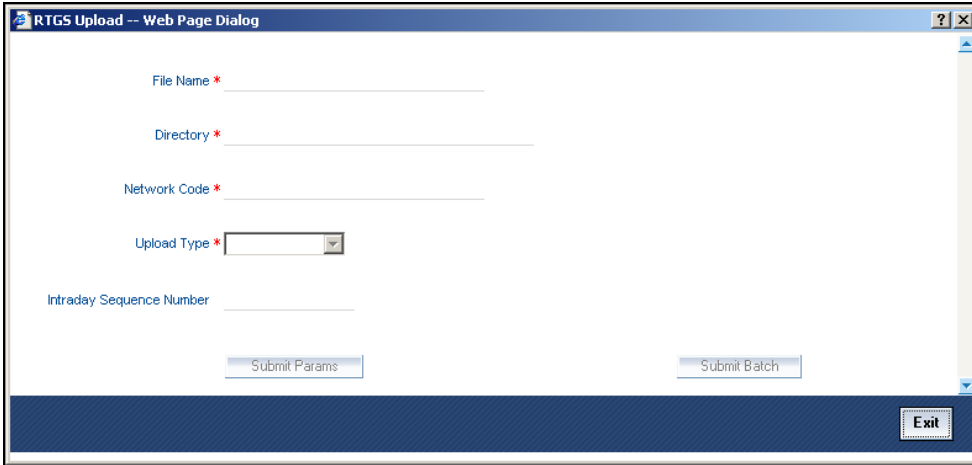 RTGS Upload -- Web Page Dialog
File Name *
Directory *
Network Code *
Upload Type *
Intraday Sequence Number
Submit Params
Submit Batch
Exit